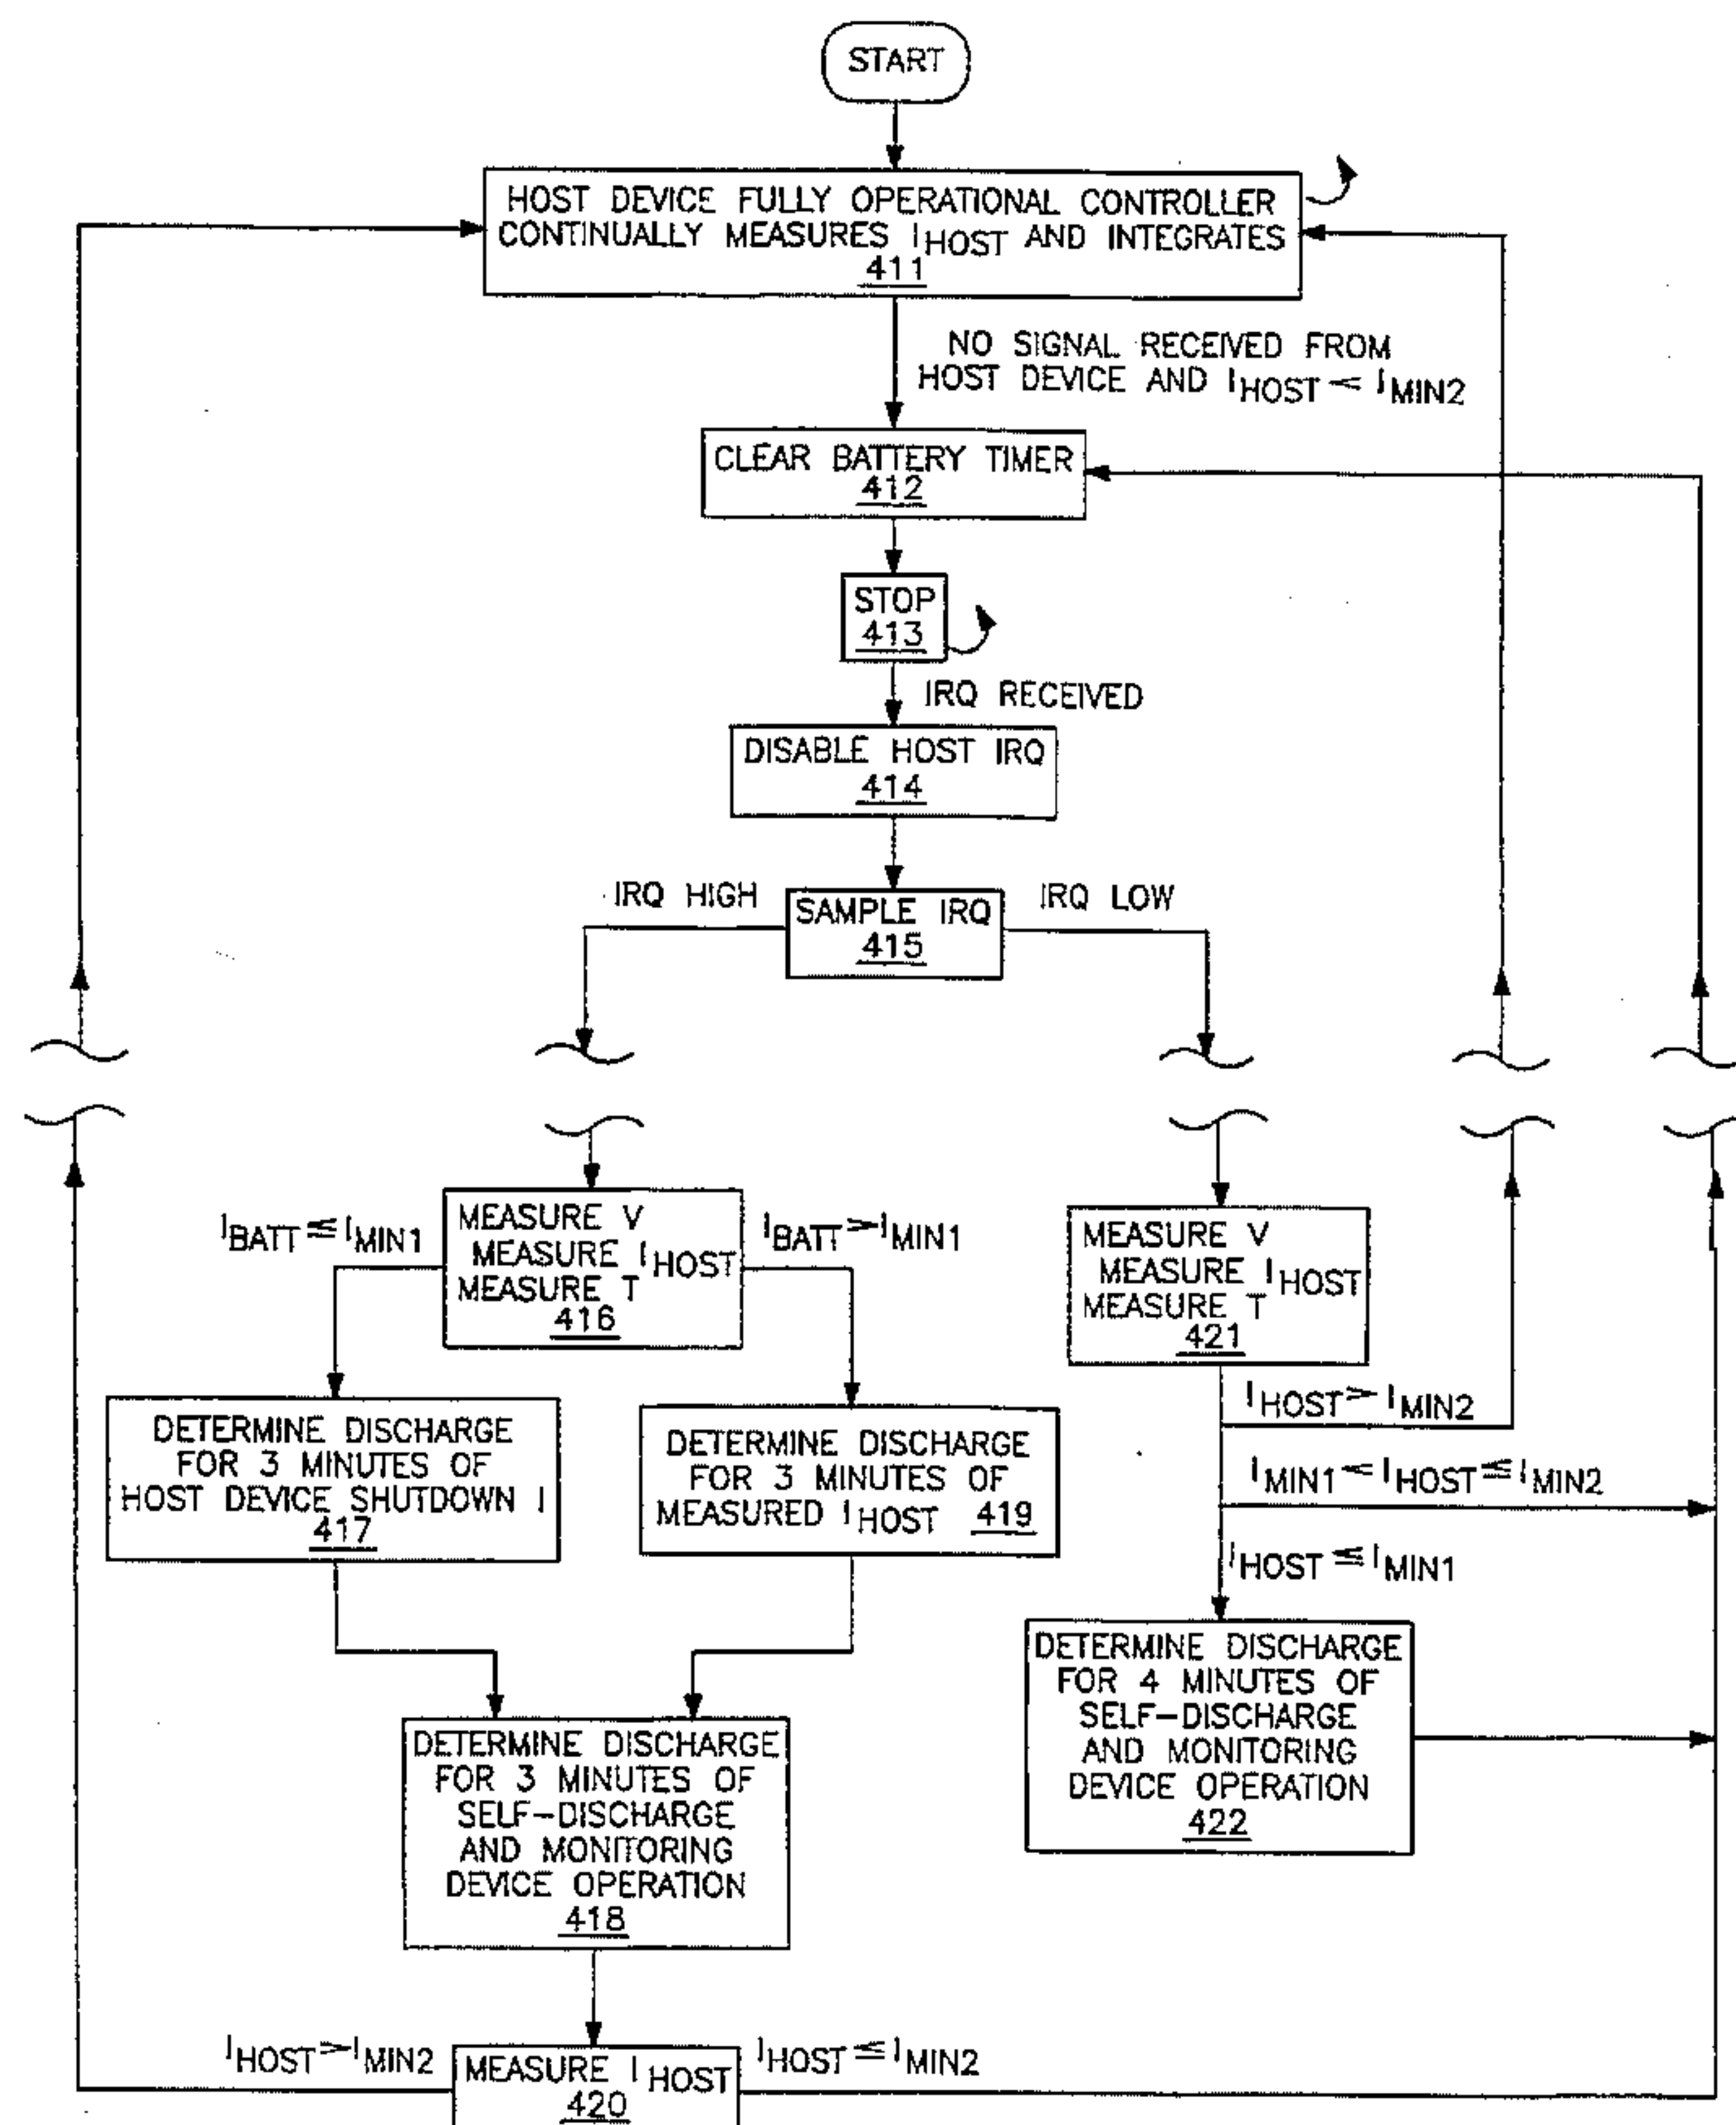 START
HOST DEVICE FULLY OPERATIONAL CONTROLLER
CONTINUALLY MEASURES IHOST AND INTEGRATES
411
NO SIGNAL RECEIVED FROM
HOST DEVICE AND IHOST < IMIN2
CLEAR BATTERY TIMER
412
STOP
413
IRQ RECEIVED
DISABLE HOST IRQ
414
IRQ HIGH
SAMPLE IRQ
415
IRQ LOW
IBATT ≤ IMIN1
MEASURE V
MEASURE IHOST
MEASURE T
416
IBATT > IMIN1
MEASURE V
MEASURE IHOST
MEASURE T
421
IHOST > IMIN2
IMIN1 < IHOST ≤ IMIN2
IHOST ≤ IMIN1
DETERMINE DISCHARGE
FOR 3 MINUTES OF
HOST DEVICE SHUTDOWN I
417
DETERMINE DISCHARGE
FOR 3 MINUTES OF
MEASURED IHOST 419
DETERMINE DISCHARGE
FOR 4 MINUTES OF
SELF-DISCHARGE
AND MONITORING
DEVICE OPERATION
422
DETERMINE DISCHARGE
FOR 3 MINUTES OF
SELF-DISCHARGE
AND MONITORING
DEVICE OPERATION
418
IHOST > IMIN2
MEASURE IHOST
420
IHOST ≤ IMIN2